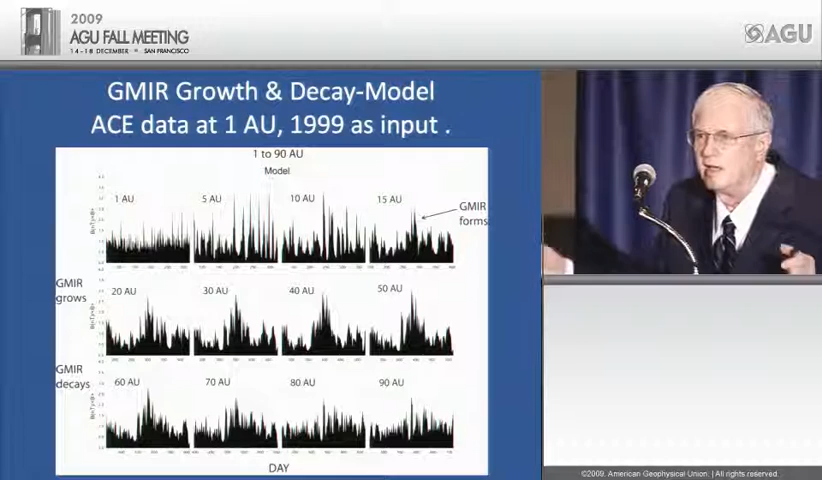 2009
AGU FALL MEETING
14-18 DECEMBER • SAN FRANCISCO
AGU
GMIR Growth & Decay-Model
ACE data at 1 AU, 1999 as input .
1 to 90 AU
Model
1 AU
5 AU
10 AU
15 AU
GMIR
forms
GMIR
grows
20 AU
30 AU
40 AU
50 AU
GMIR
decays
60 AU
70 AU
80 AU
90 AU
DAY
©2009. American Geophysical Union. | All rights reserved